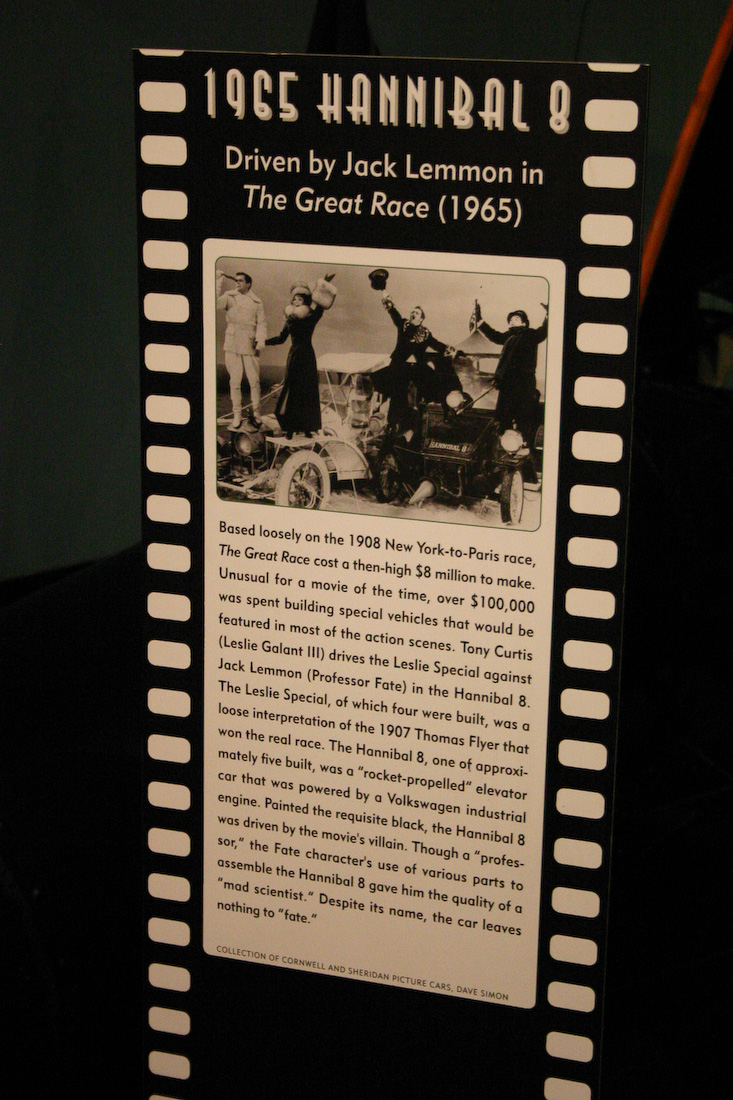 1965 HANNIBAL 8
Driven by Jack Lemmon in
The Great Race (1965)
HANNIBAL 8
Based loosely on the 1908 New York-to-Paris race,
The Great Race cost a then-high $8 million to make.
Unusual for a movie of the time, over $100,000
was spent building special vehicles that would be
featured in most of the action scenes. Tony Curtis
(Leslie Galant III) drives the Leslie Special against
Jack Lemmon (Professor Fate) in the Hannibal 8.
The Leslie Special, of which four were built, was a
loose interpretation of the 1907 Thomas Flyer that
won the real race. The Hannibal 8, one of approxi-
mately five built, was a "rocket-propelled" elevator
car that was powered by a Volkswagen industrial
engine. Painted the requisite black, the Hannibal 8
was driven by the movie's villain. Though a "profes-
sor," the Fate character's use of various parts to
assemble the Hannibal 8 gave him the quality of a
"mad scientist." Despite its name, the car leaves
nothing to "fate."
COLLECTION OF CORNWELL AND SHERIDAN PICTURE CARS, DAVE SIMON